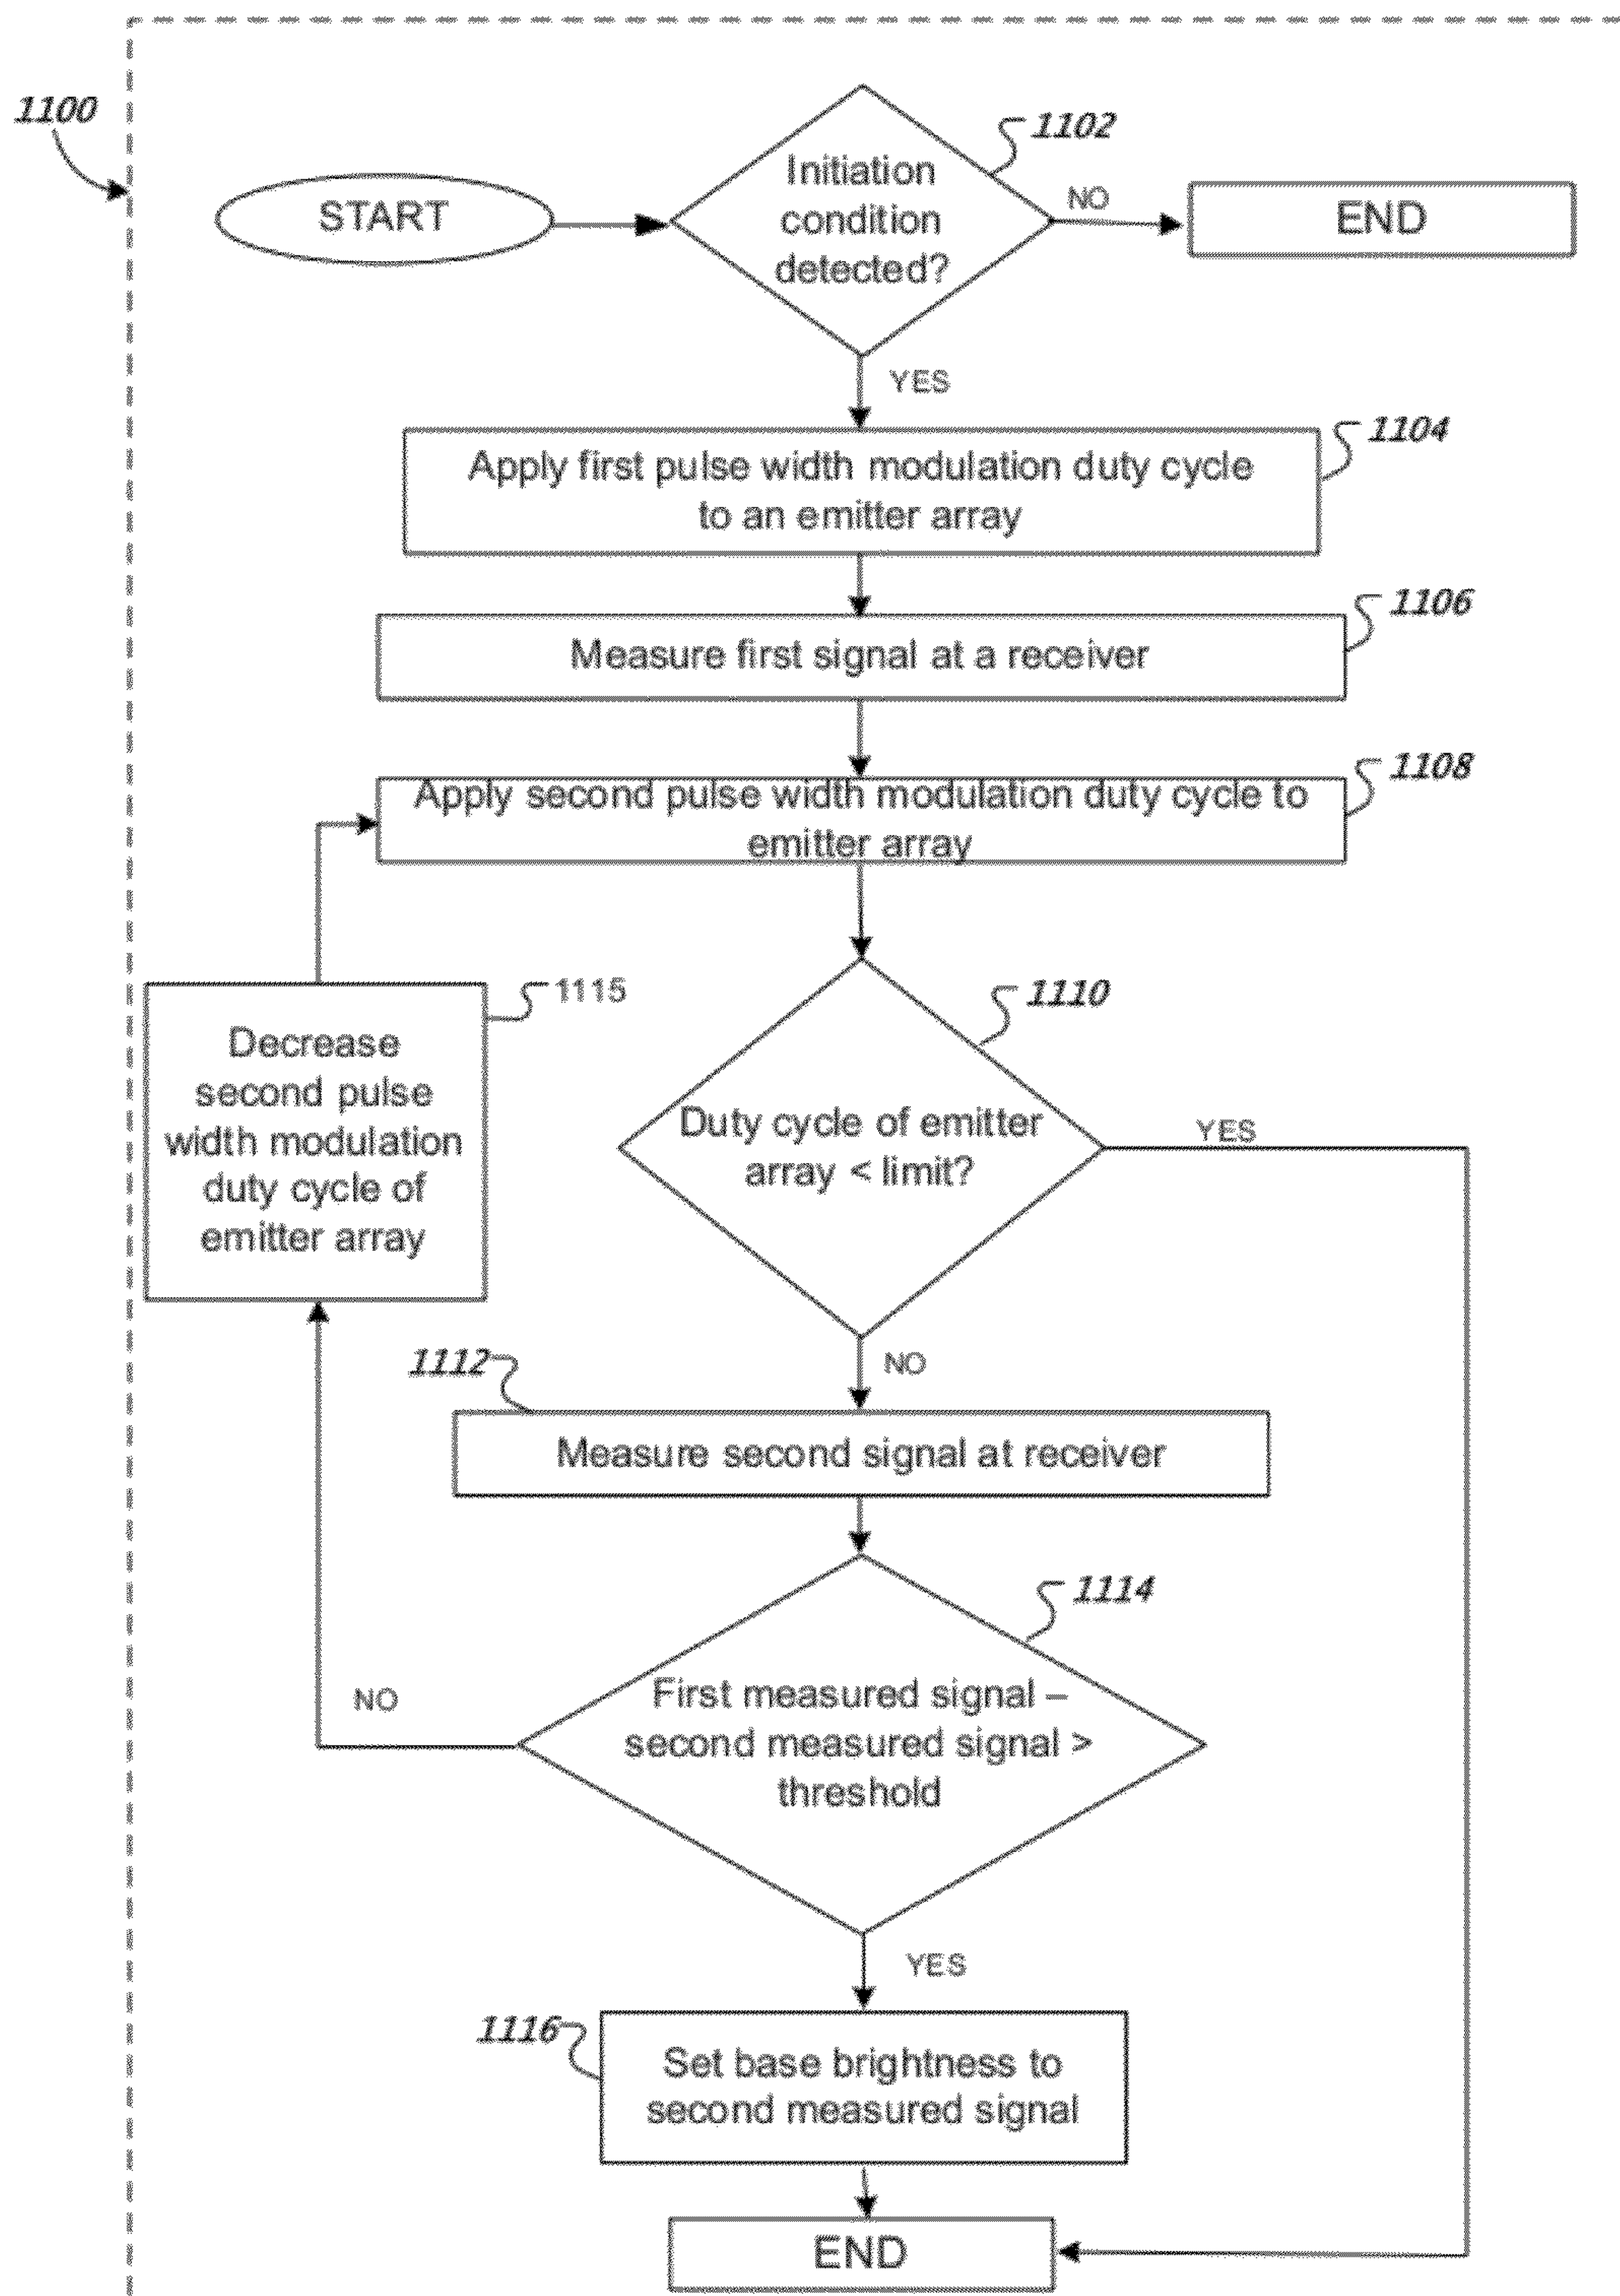 1100
1102
START
Initiation
condition
detected?
NO
END
YES
1104
Apply first pulse width modulation duty cycle
to an emitter array
1106
Measure first signal at a receiver
1108
Apply second pulse width modulation duty cycle to
emitter array
1115
Decrease
second pulse
width modulation
duty cycle of
emitter array
1110
Duty cycle of emitter
array < limit?
YES
NO
1112
Measure second signal at receiver
1114
First measured signal –
second measured signal >
threshold
NO
YES
1116
Set base brightness to
second measured signal
END